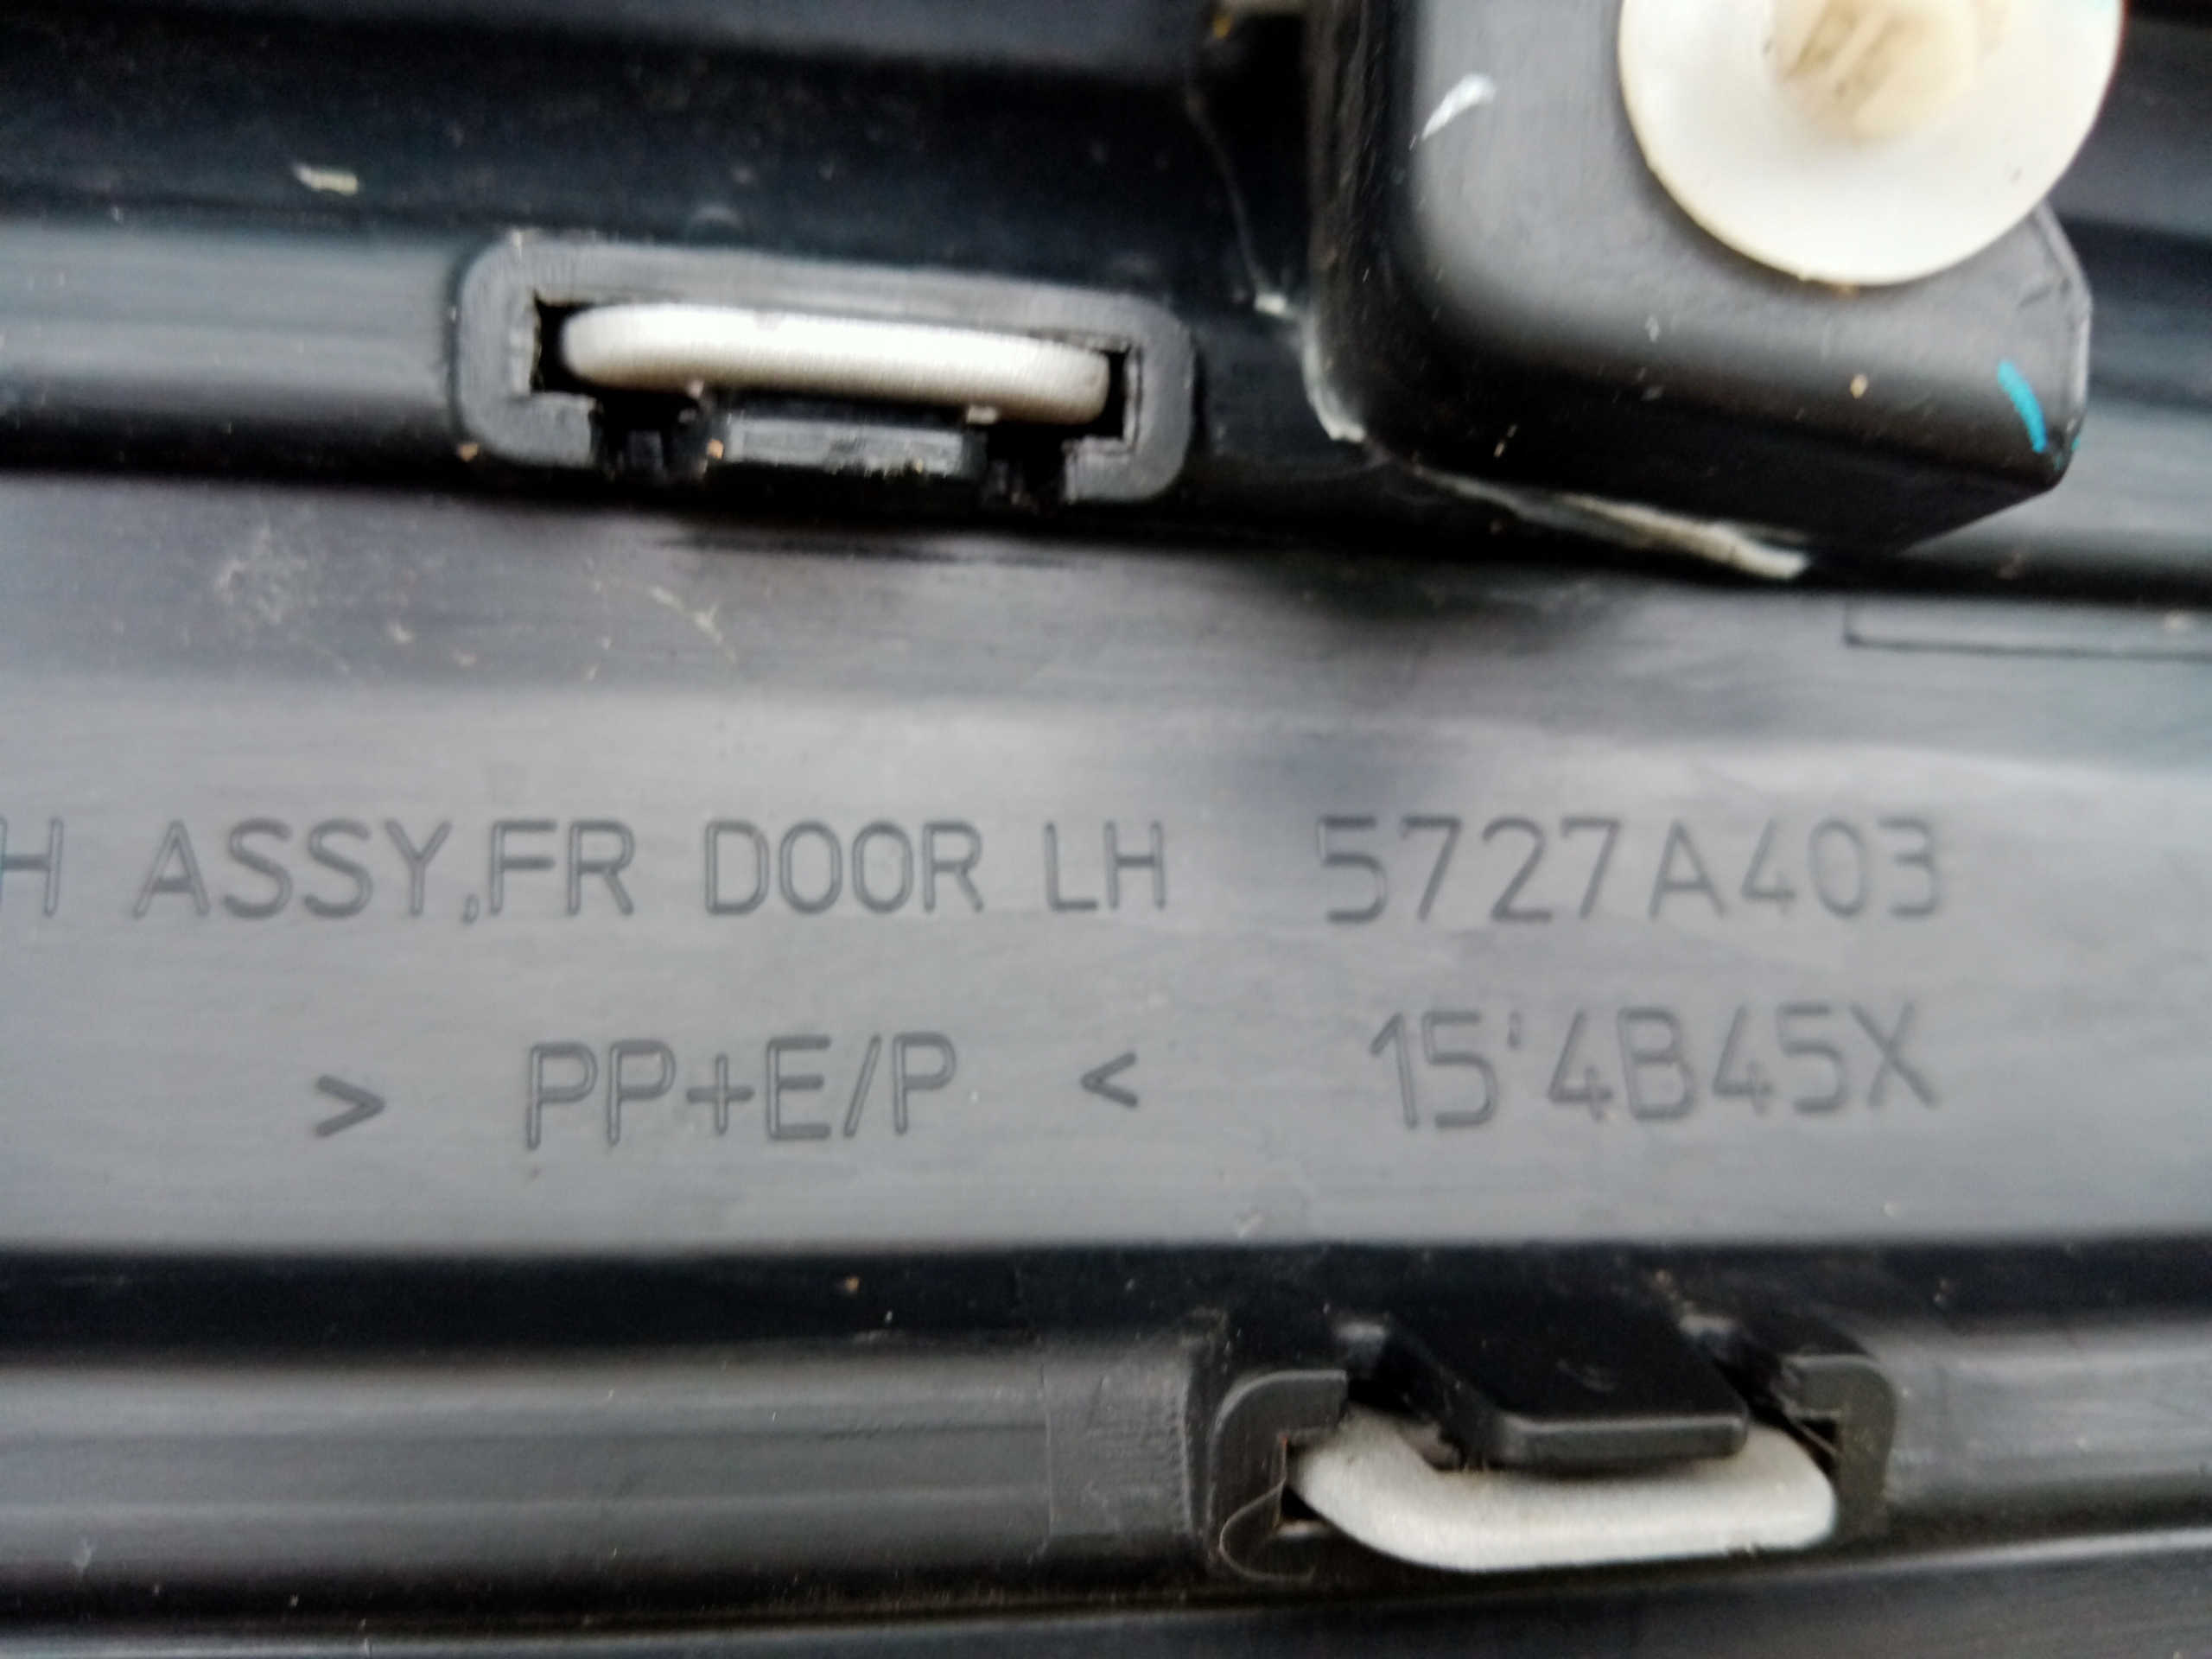 H ASSY,FR DOOR LH 5727A403
> PP+E/P < 15'4B45X